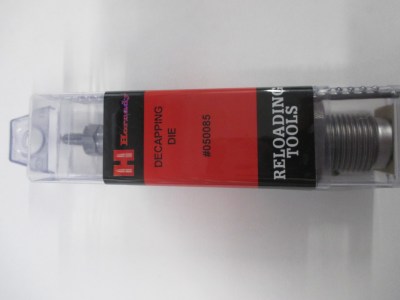 H
Hornady
DECAPPING
DIE
#050085
RELOADING
TOOLS